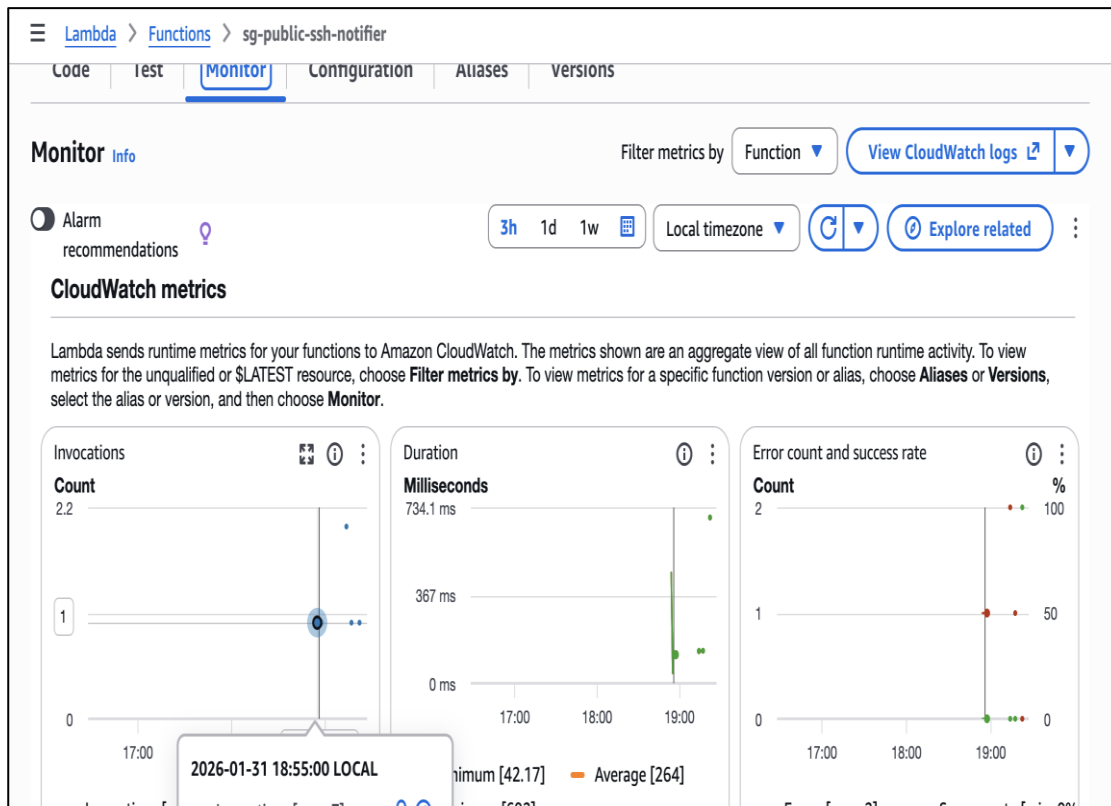 Lambda > Functions > sg-public-ssh-notifier
Code Test Monitor Configuration Aliases Versions
Monitor Info
Filter metrics by Function View CloudWatch logs
Alarm
recommendations
3h 1d 1w Local timezone Explore related
CloudWatch metrics
Lambda sends runtime metrics for your functions to Amazon CloudWatch. The metrics shown are an aggregate view of all function runtime activity. To view
metrics for the unqualified or $LATEST resource, choose Filter metrics by. To view metrics for a specific function version or alias, choose Aliases or Versions,
select the alias or version, and then choose Monitor.
Invocations
Count
2.2
1
0
17:00
2026-01-31 18:55:00 LOCAL
Duration
Milliseconds
734.1 ms
367 ms
0 ms
17:00 18:00 19:00
nimum [42.17] Average [264]
Error count and success rate
Count %
2 100
1 50
0 0
17:00 18:00 19:00